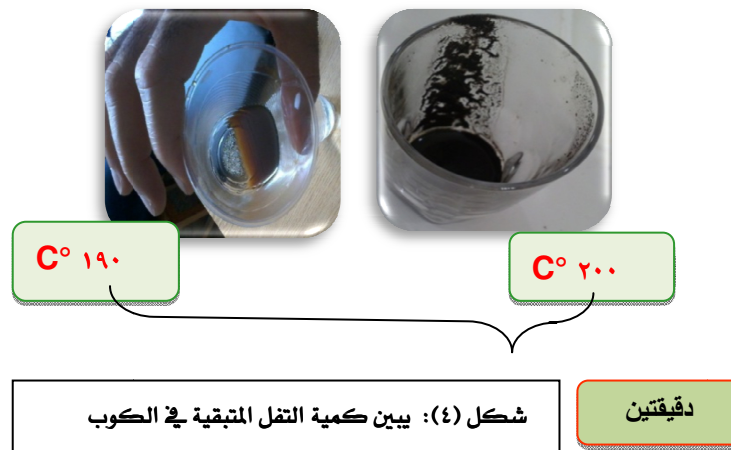 C° ١٩٠
C° ٢٠٠
دقيقتين
شكل (٤): يبين كمية التفل المتبقية في الكوب